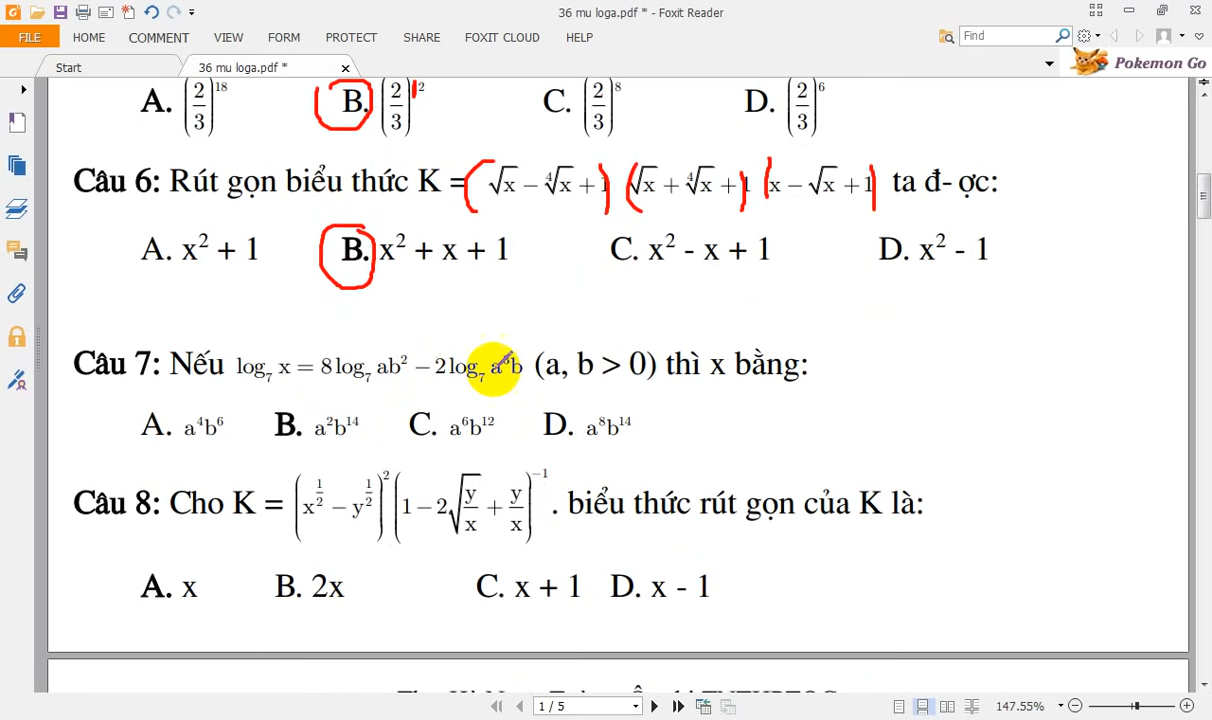 36 mu loga.pdf * - Foxit Reader
FILE HOME COMMENT VIEW FORM PROTECT SHARE FOXIT CLOUD HELP Find
Start 36 mu loga.pdf * Pokemon Go
A. (2/3)^18 B. (2/3)^12 C. (2/3)^8 D. (2/3)^6
Câu 6: Rút gọn biểu thức K = (√x − ∜x + 1) (√x + ∜x + 1) (x − √x + 1) ta đ-ợc:
A. x² + 1 B. x² + x + 1 C. x² - x + 1 D. x² - 1
Câu 7: Nếu log₇ x = 8 log₇ ab² − 2 log₇ a³b (a, b > 0) thì x bằng:
A. a⁴b⁶ B. a²b¹⁴ C. a⁶b¹² D. a⁸b¹⁴
Câu 8: Cho K = (x^(1/2) − y^(1/2))² (1 − 2√(y/x) + y/x)^−1 . biểu thức rút gọn của K là:
A. x B. 2x C. x + 1 D. x - 1
1 / 5 147.55%